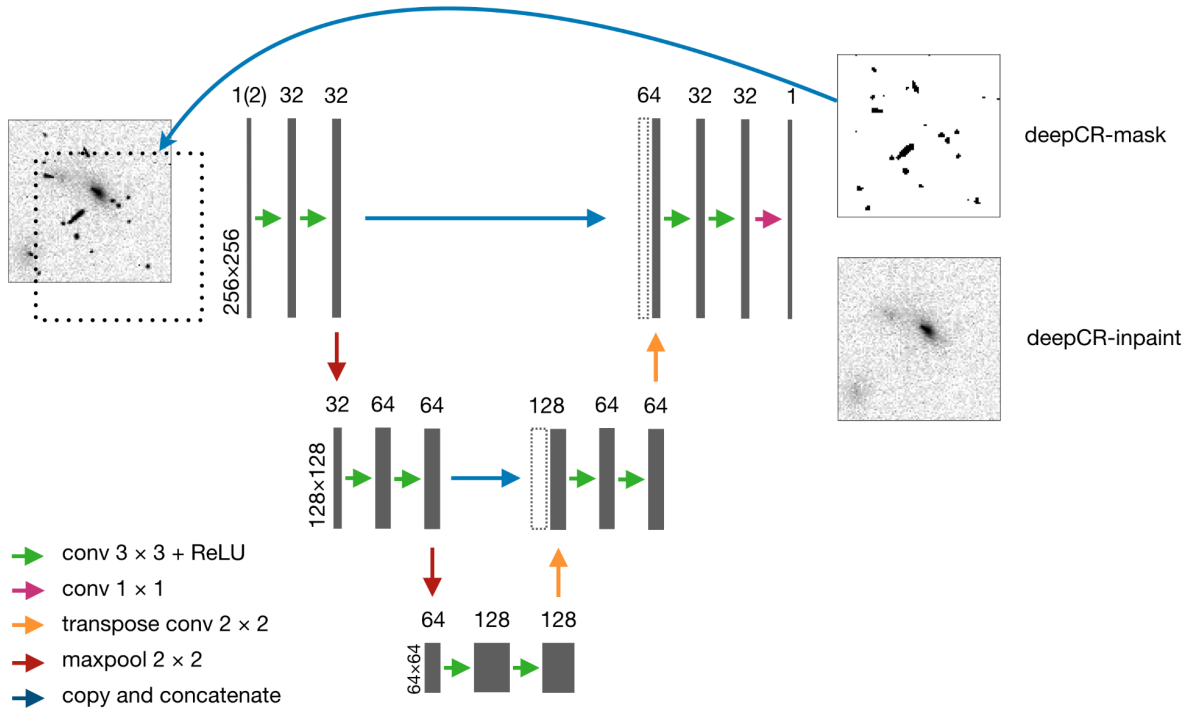 1(2) 32 32
64 32 32 1
256×256
deepCR-mask
deepCR-inpaint
32 64 64
128 64 64
128×128
64 128 128
64×64
conv 3 × 3 + ReLU
conv 1 × 1
transpose conv 2 × 2
maxpool 2 × 2
copy and concatenate